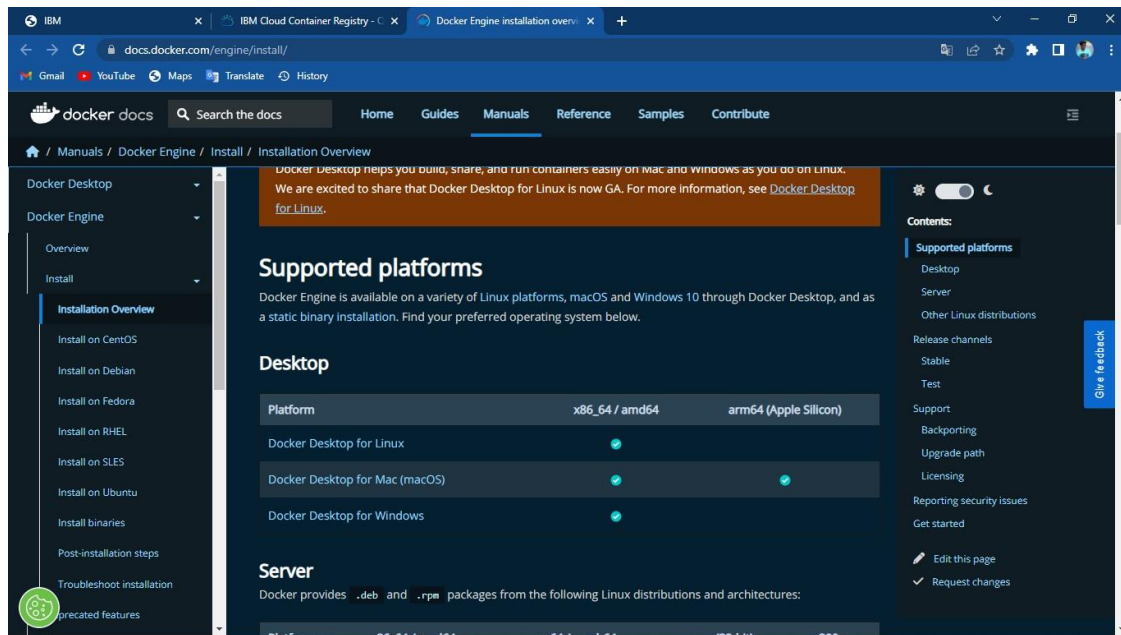 IBM
IBM Cloud Container Registry - C
Docker Engine installation overvi
docs.docker.com/engine/install/
Gmail YouTube Maps Translate History
docker docs Search the docs Home Guides Manuals Reference Samples Contribute
/ Manuals / Docker Engine / Install / Installation Overview
Docker Desktop
Docker Engine
Overview
Install
Installation Overview
Install on CentOS
Install on Debian
Install on Fedora
Install on RHEL
Install on SLES
Install on Ubuntu
Install binaries
Post-installation steps
Troubleshoot installation
precated features
Docker Desktop helps you build, share, and run containers easily on Mac and Windows as you do on Linux.
We are excited to share that Docker Desktop for Linux is now GA. For more information, see Docker Desktop
for Linux.
Supported platforms
Docker Engine is available on a variety of Linux platforms, macOS and Windows 10 through Docker Desktop, and as
a static binary installation. Find your preferred operating system below.
Desktop
Platform x86_64 / amd64 arm64 (Apple Silicon)
Docker Desktop for Linux
Docker Desktop for Mac (macOS)
Docker Desktop for Windows
Server
Docker provides .deb and .rpm packages from the following Linux distributions and architectures:
Contents:
Supported platforms
Desktop
Server
Other Linux distributions
Release channels
Stable
Test
Support
Backporting
Upgrade path
Licensing
Reporting security issues
Get started
Edit this page
Request changes
Give feedback